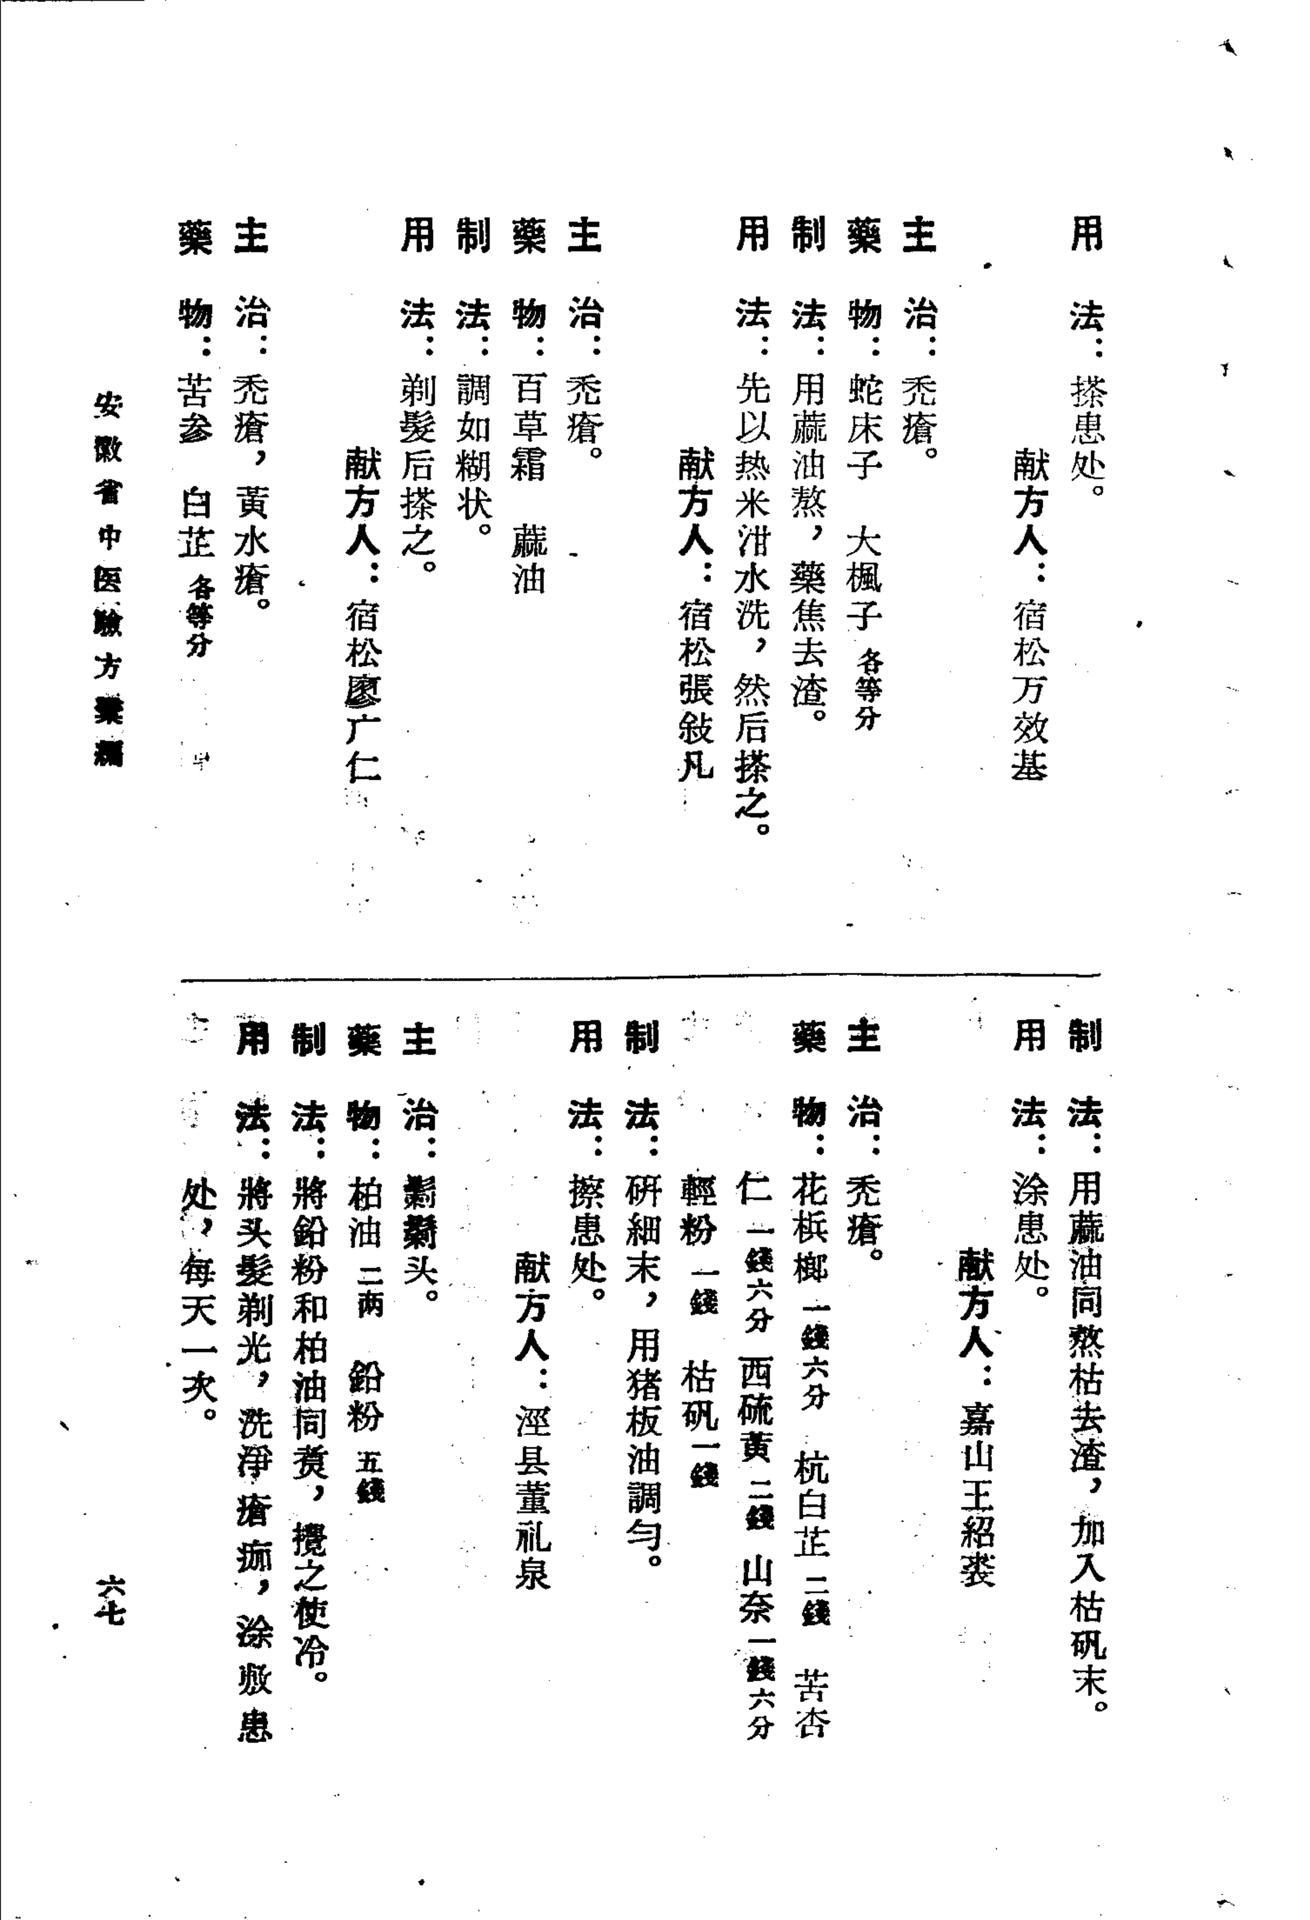 用　法：搽患处。
献方人：宿松万效基
主　治：禿瘡。
藥　物：蛇床子　大楓子各等分
制　法：用蔴油熬，藥焦去渣。
用　法：先以热米泔水洗，然后搽之。
献方人：宿松張敍凡
主　治：禿瘡。
藥　物：百草霜　蔴油
制　法：調如糊状。
用　法：剃髮后搽之。
献方人：宿松廖广仁
主　治：禿瘡，黃水瘡。
藥　物：苦参　白芷各等分
制　法：用蔴油同熬枯去渣，加入枯矾末。
用　法：涂患处。
献方人：嘉山王紹裘
主　治：禿瘡。
藥　物：花梹榔一錢六分　杭白芷二錢　苦杏
仁一錢六分　西硫黃二錢　山奈一錢六分
輕粉一錢　枯矾一錢
制　法：研細末，用猪板油調匀。
用　法：擦患处。
献方人：涇县董礼泉
主　治：鬎鬁头。
藥　物：柏油二两　鉛粉五錢
制　法：將鉛粉和柏油同煑，攪之使冷。
用　法：將头髮剃光，洗淨瘡痂，涂敷患
处，每天一次。
安徽省中医驗方彙編
六七